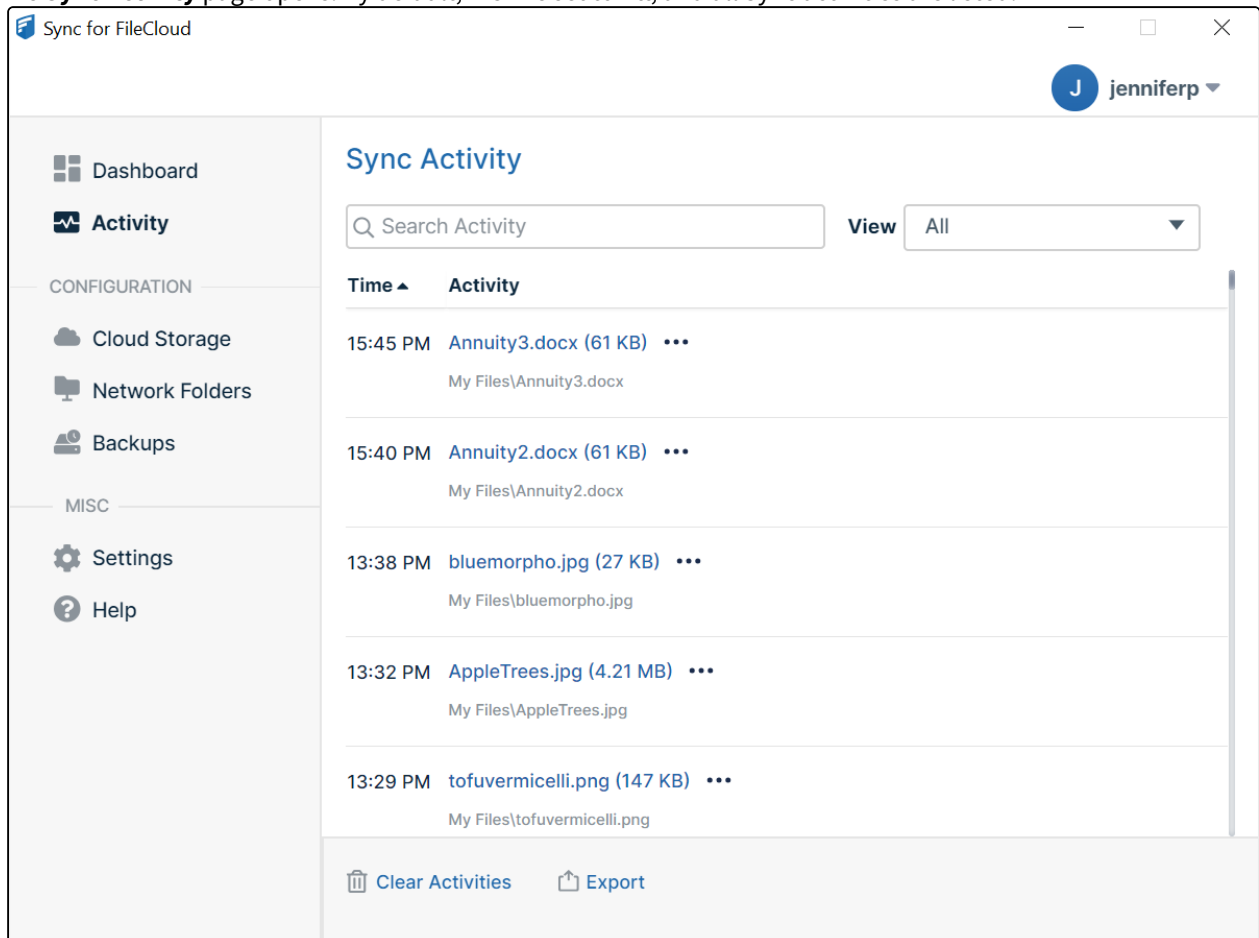 Sync for FileCloud
J jenniferp
Dashboard
Activity
CONFIGURATION
Cloud Storage
Network Folders
Backups
MISC
Settings
Help
Sync Activity
Search Activity
View All
Time Activity
15:45 PM Annuity3.docx (61 KB) •••
My Files\Annuity3.docx
15:40 PM Annuity2.docx (61 KB) •••
My Files\Annuity2.docx
13:38 PM bluemorpho.jpg (27 KB) •••
My Files\bluemorpho.jpg
13:32 PM AppleTrees.jpg (4.21 MB) •••
My Files\AppleTrees.jpg
13:29 PM tofuvermicelli.png (147 KB) •••
My Files\tofuvermicelli.png
Clear Activities Export